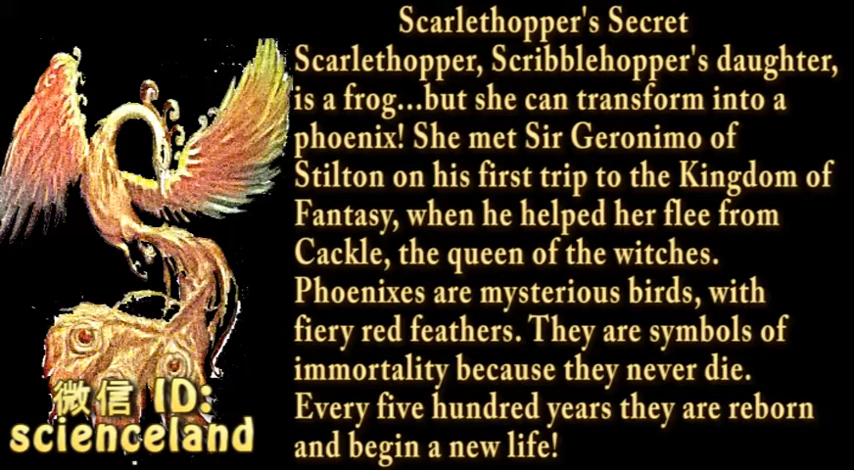 Scarlethopper's Secret
Scarlethopper, Scribblehopper's daughter,
is a frog...but she can transform into a
phoenix! She met Sir Geronimo of
Stilton on his first trip to the Kingdom of
Fantasy, when he helped her flee from
Cackle, the queen of the witches.
Phoenixes are mysterious birds, with
fiery red feathers. They are symbols of
immortality because they never die.
Every five hundred years they are reborn
and begin a new life!
微信 ID:
scienceland